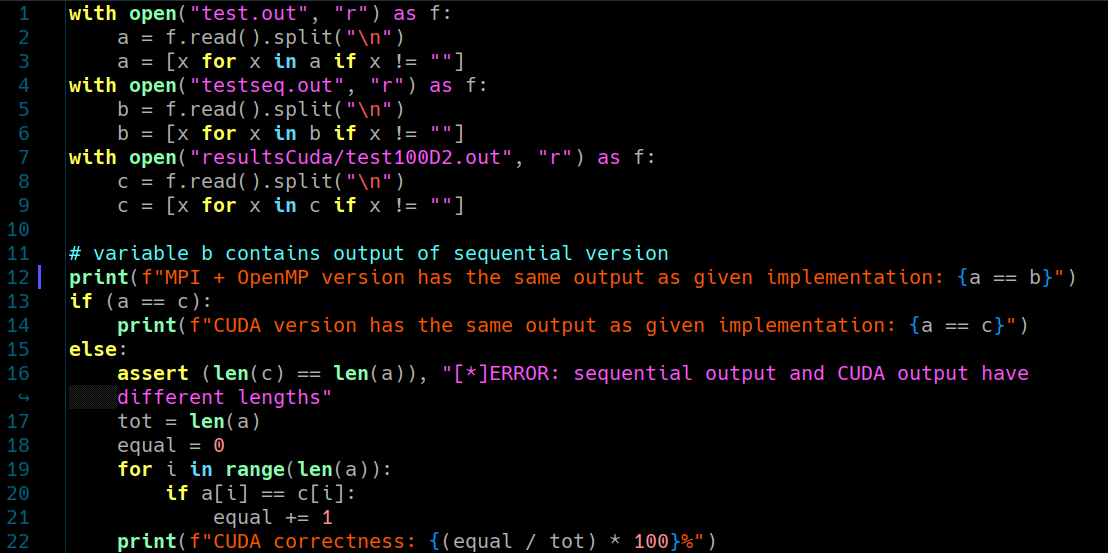 1 with open("test.out", "r") as f:
2     a = f.read().split("\n")
3     a = [x for x in a if x != ""]
4 with open("testseq.out", "r") as f:
5     b = f.read().split("\n")
6     b = [x for x in b if x != ""]
7 with open("resultsCuda/test100D2.out", "r") as f:
8     c = f.read().split("\n")
9     c = [x for x in c if x != ""]
10
11 # variable b contains output of sequential version
12 print(f"MPI + OpenMP version has the same output as given implementation: {a == b}")
13 if (a == c):
14     print(f"CUDA version has the same output as given implementation: {a == c}")
15 else:
16     assert (len(c) == len(a)), "[*]ERROR: sequential output and CUDA output have
↪     different lengths"
17     tot = len(a)
18     equal = 0
19     for i in range(len(a)):
20         if a[i] == c[i]:
21             equal += 1
22     print(f"CUDA correctness: {(equal / tot) * 100}%")